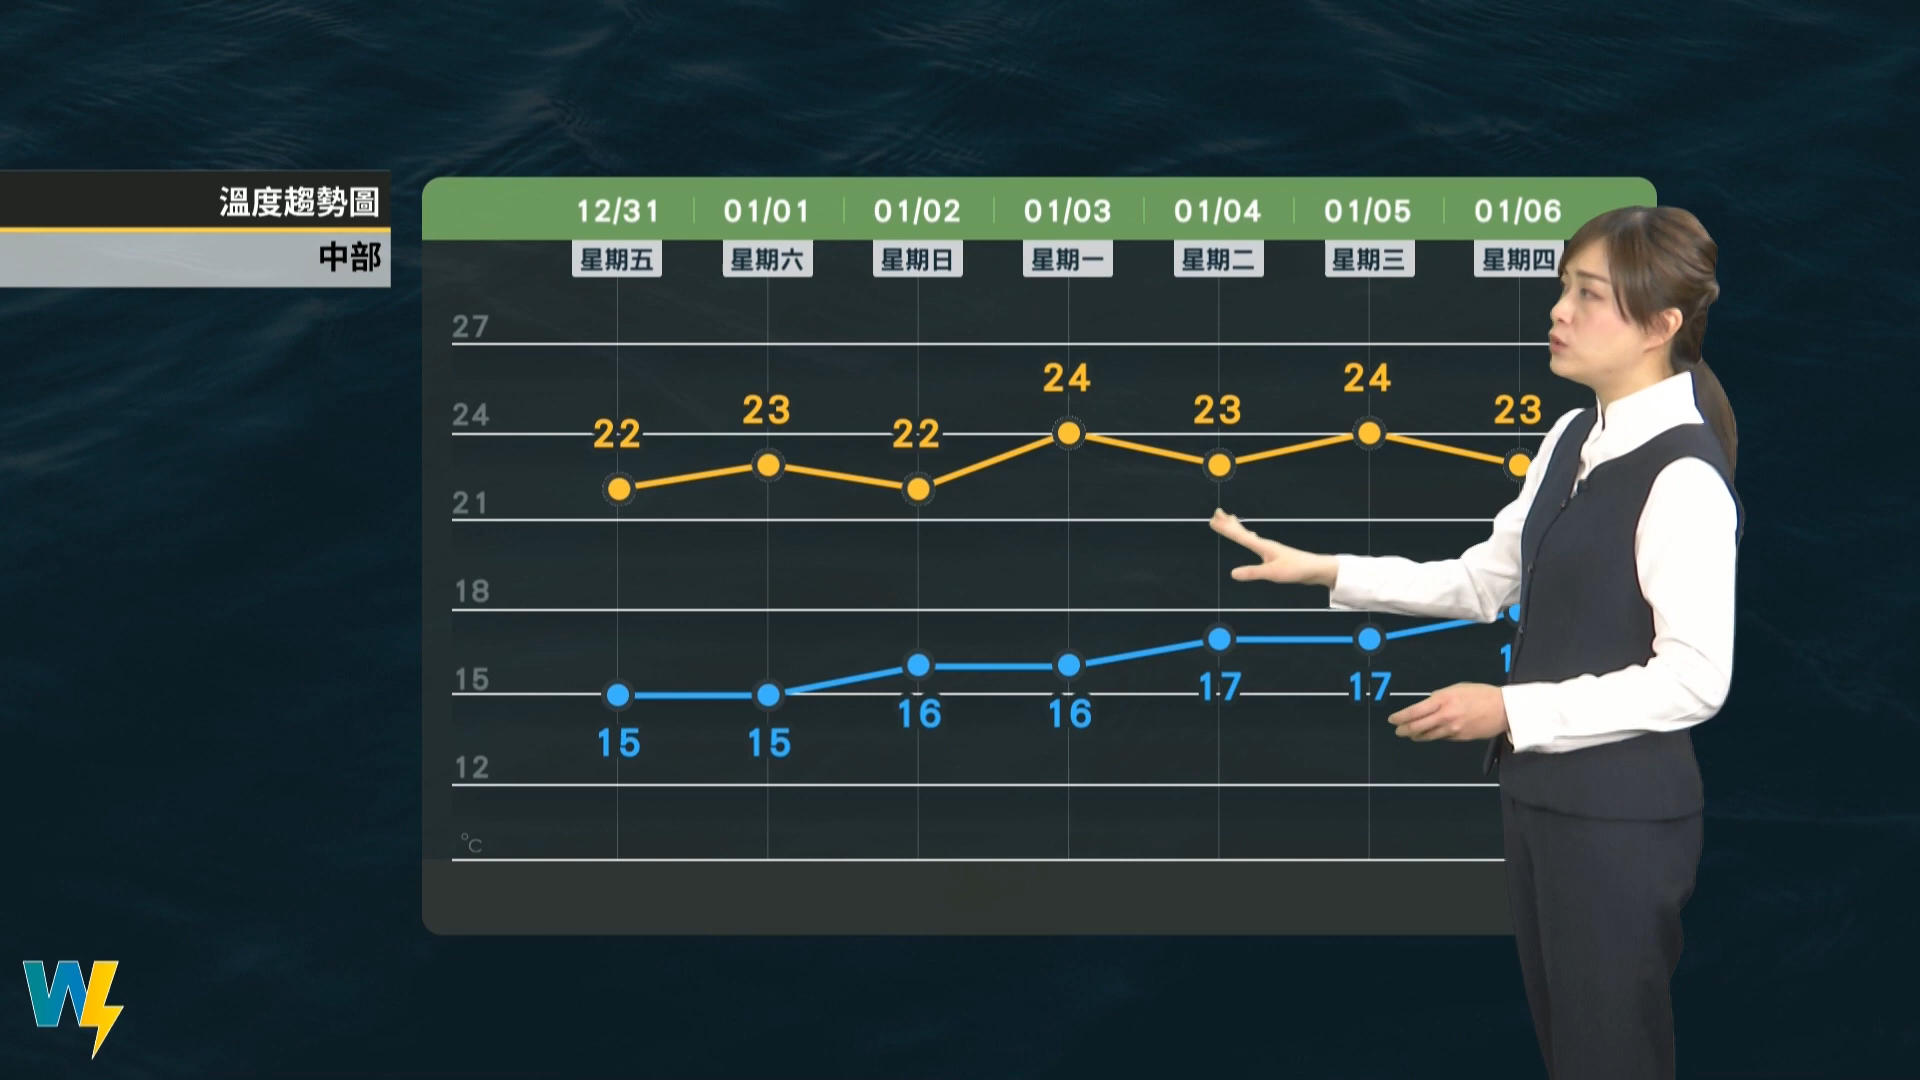 溫度趨勢圖
中部
12/31 01/01 01/02 01/03 01/04 01/05 01/06
星期五 星期六 星期日 星期一 星期二 星期三 星期四
27
24
21
18
15
12
°C
22 23 22 24 23 24 23
15 15 16 16 17 17
W